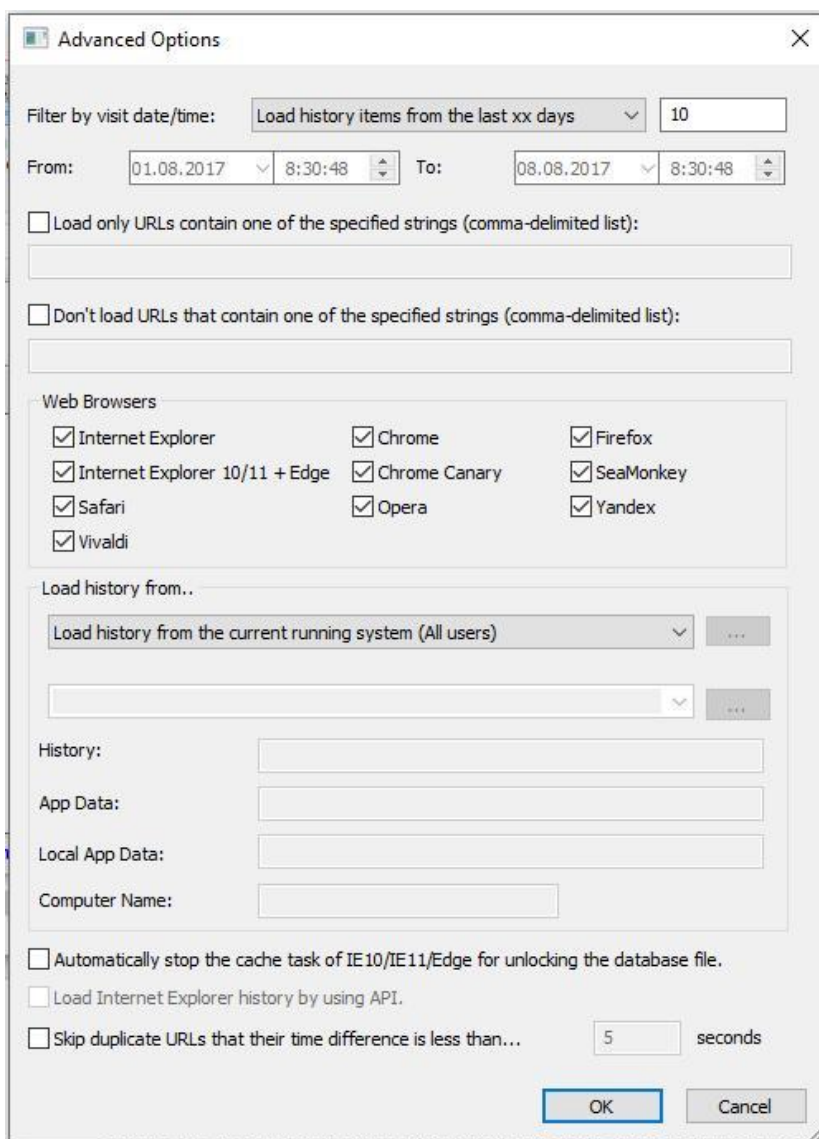 Advanced Options
Filter by visit date/time: Load history items from the last xx days 10
From: 01.08.2017 8:30:48 To: 08.08.2017 8:30:48
Load only URLs contain one of the specified strings (comma-delimited list):
Don't load URLs that contain one of the specified strings (comma-delimited list):
Web Browsers
Internet Explorer Chrome Firefox
Internet Explorer 10/11 + Edge Chrome Canary SeaMonkey
Safari Opera Yandex
Vivaldi
Load history from..
Load history from the current running system (All users) ...
...
History:
App Data:
Local App Data:
Computer Name:
Automatically stop the cache task of IE10/IE11/Edge for unlocking the database file.
Load Internet Explorer history by using API.
Skip duplicate URLs that their time difference is less than... 5 seconds
OK Cancel